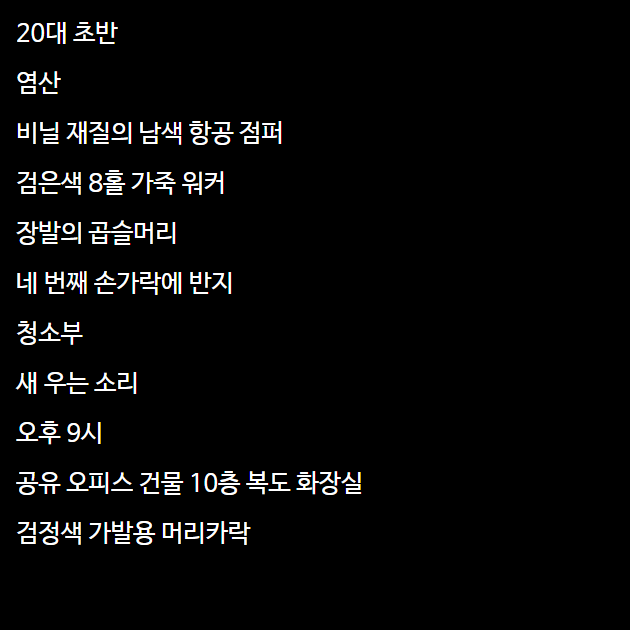 20대 초반
염산
비닐 재질의 남색 항공 점퍼
검은색 8홀 가죽 워커
장발의 곱슬머리
네 번째 손가락에 반지
청소부
새 우는 소리
오후 9시
공유 오피스 건물 10층 복도 화장실
검정색 가발용 머리카락